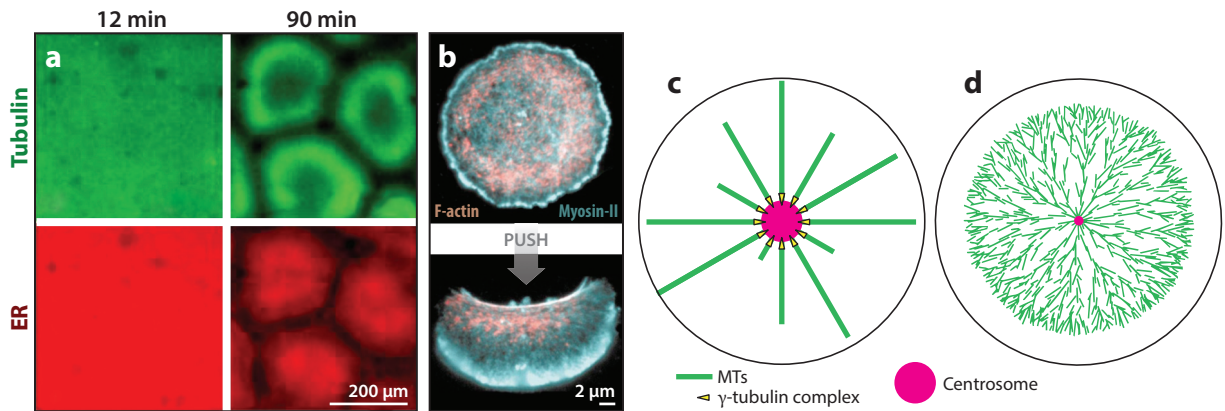 12 min
90 min
a
b
c
d
Tubulin
ER
200 µm
F-actin
Myosin-II
PUSH
2 µm
MTs
γ-tubulin complex
Centrosome